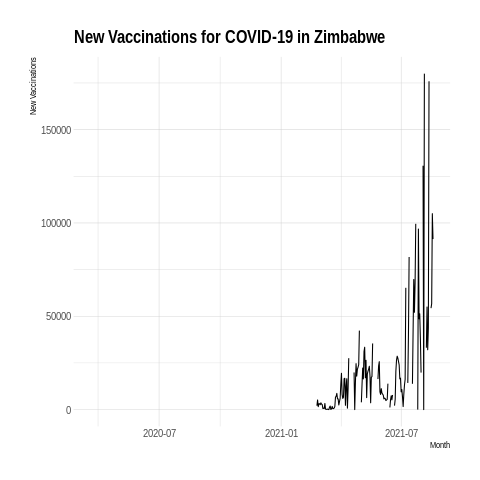 New Vaccinations for COVID-19 in Zimbabwe
New Vaccinations
150000
100000
50000
0
2020-07 2021-01 2021-07
Month